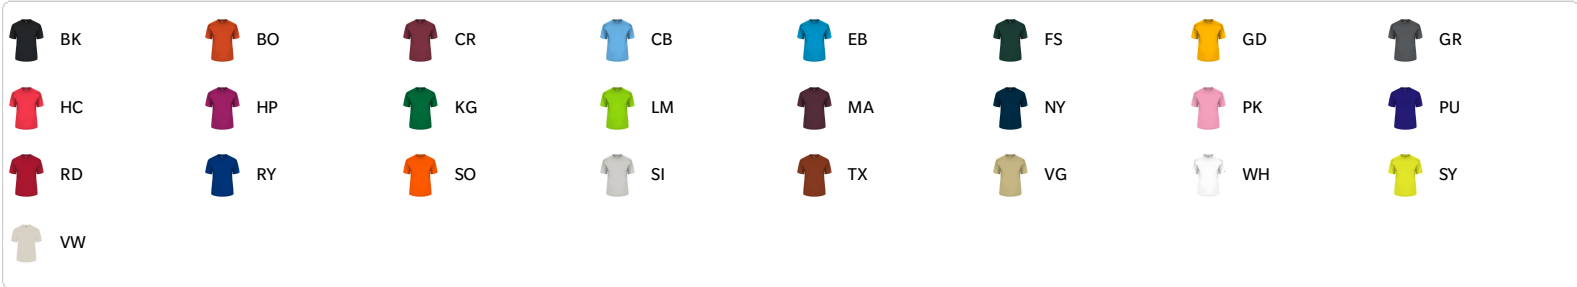 BK BO CR CB EB FS GD GR
HC HP KG LM MA NY PK PU
RD RY SO SI TX VG WH SY
VW